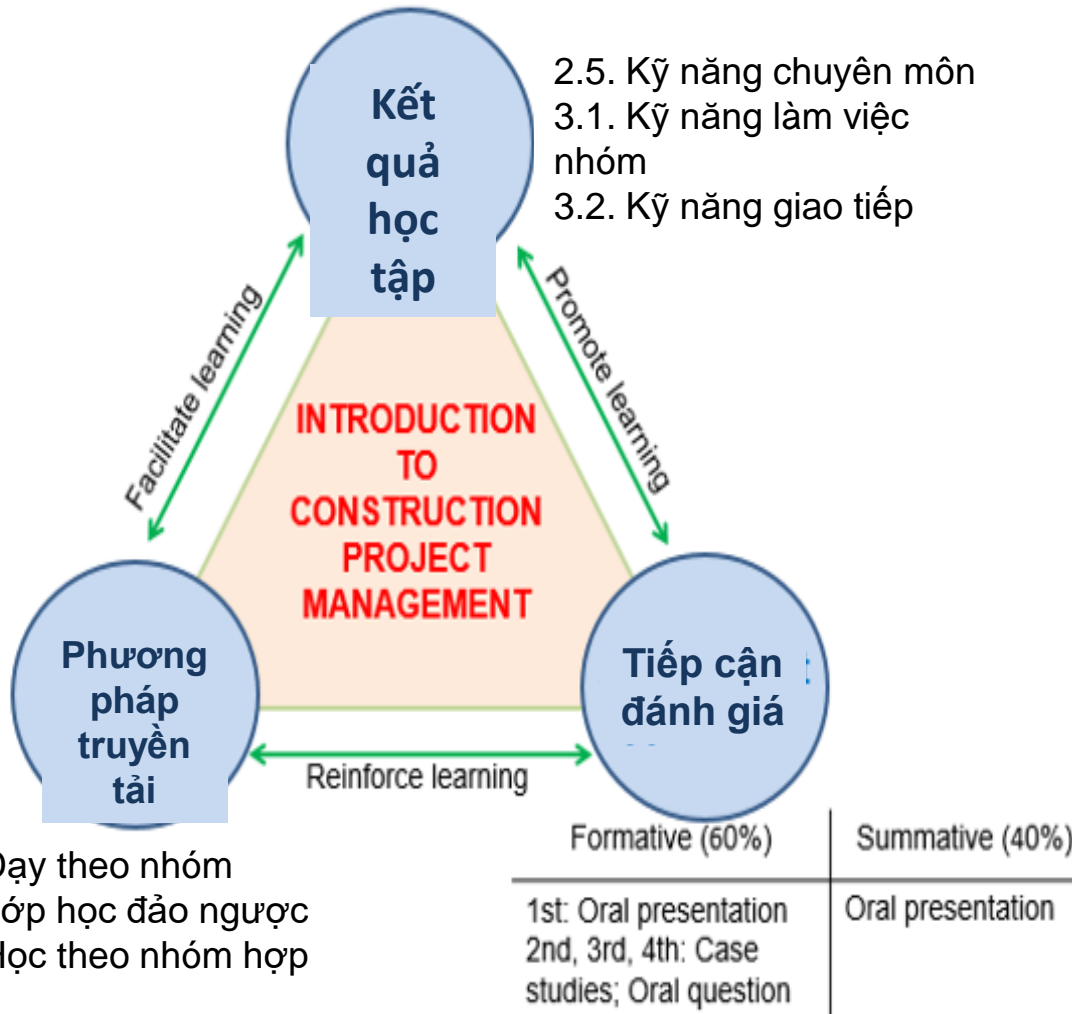 Kết
quả
học
tập
2.5. Kỹ năng chuyên môn
3.1. Kỹ năng làm việc
nhóm
3.2. Kỹ năng giao tiếp
Facilitate learning
Promote learning
INTRODUCTION
TO
CONSTRUCTION
PROJECT
MANAGEMENT
Phương
pháp
truyền
tải
Tiếp cận
đánh giá
Reinforce learning
Dạy theo nhóm
ớp học đảo ngược
Học theo nhóm hợp
Formative (60%)
Summative (40%)
1st: Oral presentation
2nd, 3rd, 4th: Case
studies; Oral question
Oral presentation